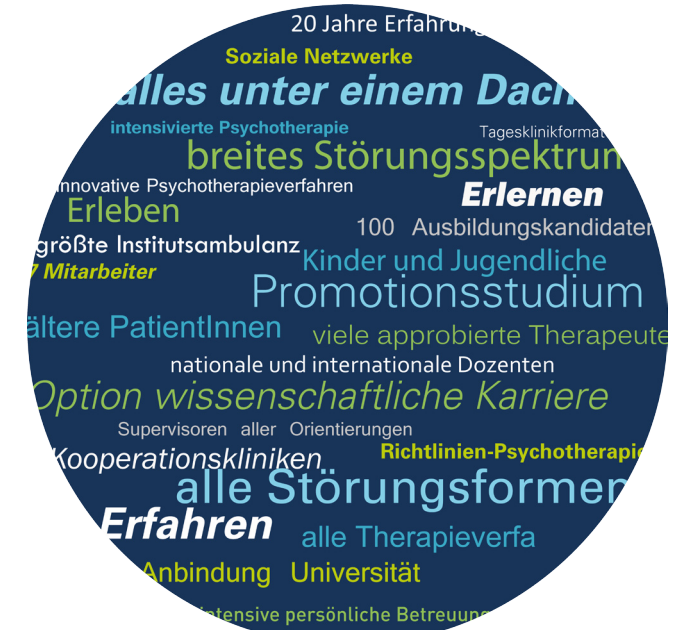 20 Jahre Erfahrung
Soziale Netzwerke
alles unter einem Dach
intensivierte Psychotherapie
Tagesklinikformat
breites Störungsspektrum
innovative Psychotherapieverfahren
Erlernen
Erleben
100 Ausbildungskandidaten
größte Institutsambulanz
Kinder und Jugendliche
7 Mitarbeiter
Promotionsstudium
ältere PatientInnen
viele approbierte Therapeute
nationale und internationale Dozenten
Option wissenschaftliche Karriere
Supervisoren aller Orientierungen
Richtlinien-Psychotherapie
Kooperationskliniken
alle Störungsformen
Erfahren
alle Therapieverfa
Anbindung Universität
intensive persönliche Betreuung